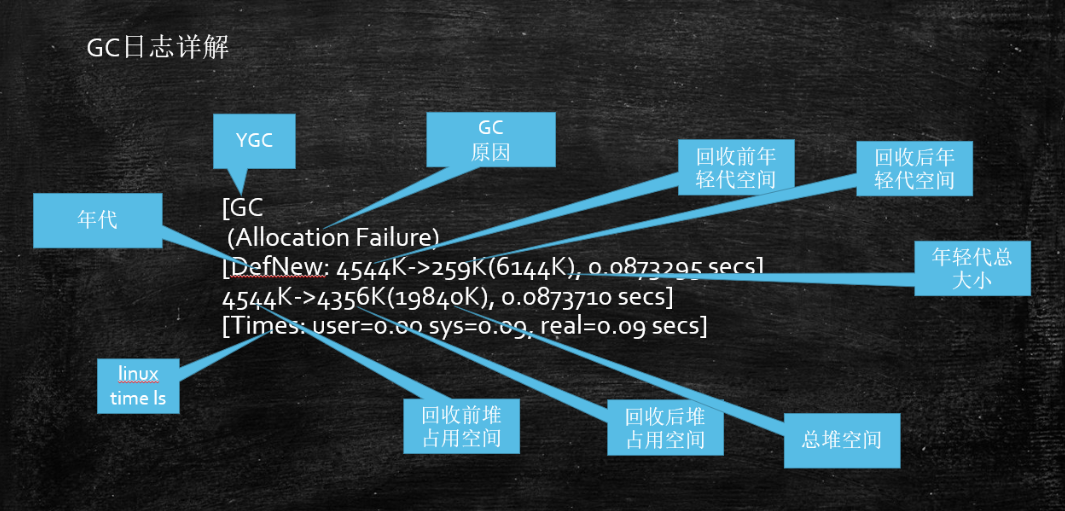 GC日志详解
YGC
GC
原因
回收前年
轻代空间
回收后年
轻代空间
年代
[GC
(Allocation Failure)
[DefNew: 4544K->259K(6144K), 0.0873295 secs]
4544K->4356K(19840K), 0.0873710 secs]
[Times: user=0.00 sys=0.09, real=0.09 secs]
年轻代总
大小
linux
time ls
回收前堆
占用空间
回收后堆
占用空间
总堆空间